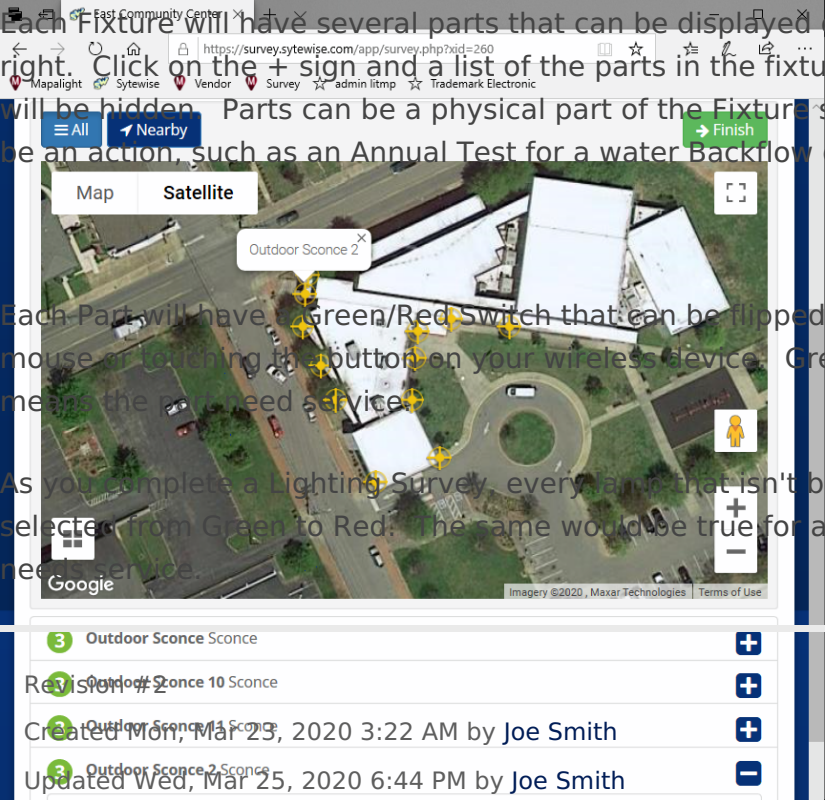 East Community Center
Each Fixture will have several parts that can be displayed
https://survey.sytewise.com/app/survey.php?xid=260
right. Click on the + sign and a list of the parts in the fixtu
Mapalight Sytewise Vendor Survey admin litmp Trademark Electronic
will be hidden. Parts can be a physical part of the Fixture's
All Nearby Finish
be an action, such as an Annual Test for a water Backflow
Map Satellite
Outdoor Sconce 2
Each Part will have a Green/Red Switch that can be flipped
mouse or touching the button on your wireless device. Gre
means the part need service.
As you complete a Lighting Survey, every lamp that isn't b
selected from Green to Red. The same would be true for a
needs service.
Google
Imagery ©2020 , Maxar Technologies Terms of Use
3 Outdoor Sconce Sconce
3 Outdoor Sconce 10 Sconce
Revision #2
3 Outdoor Sconce 11 Sconce
Created Mon, Mar 23, 2020 3:22 AM by Joe Smith
3 Outdoor Sconce 2 Sconce
Updated Wed, Mar 25, 2020 6:44 PM by Joe Smith